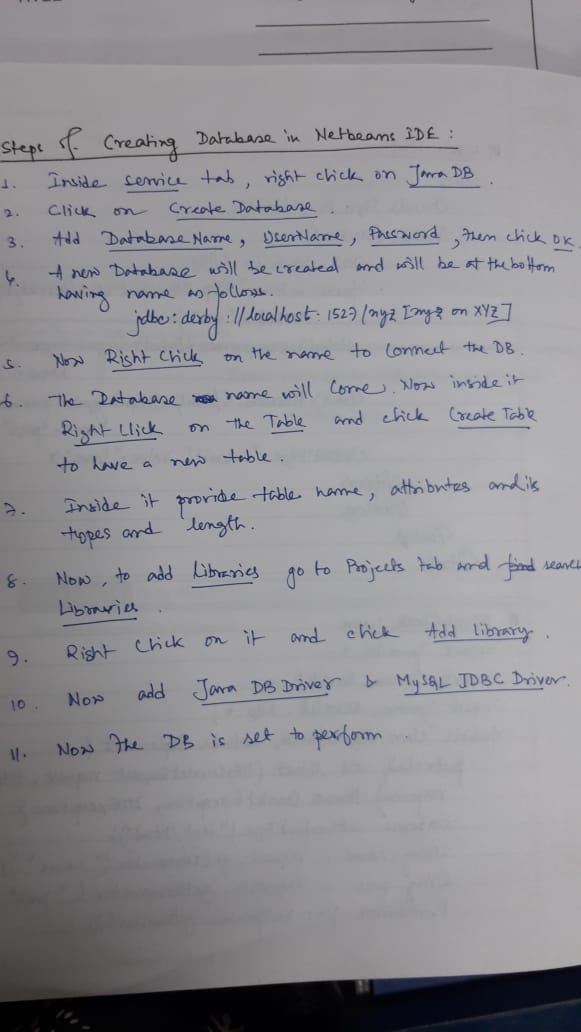 Steps of Creating Database in Netbeans IDE :
1. Inside service tab, right click on Java DB.
2. Click on Create Database.
3. Add Database Name, UserName, Password, then click OK.
4. A new Database will be created and will be at the bottom
having name as follows.
jdbc : derby : //localhost : 1527/xyz [xyz on XYZ]
5. Now Right Click on the name to connect the DB.
6. The Database name will come. Now inside it
Right Click on the Table and click Create Table
to have a new table.
7. Inside it provide table name, attributes and its
types and length.
8. Now, to add Libraries go to Projects tab and find search
Libraries.
9. Right Click on it and click Add library.
10. Now add Java DB Driver & MySQL JDBC Driver.
11. Now the DB is set to perform